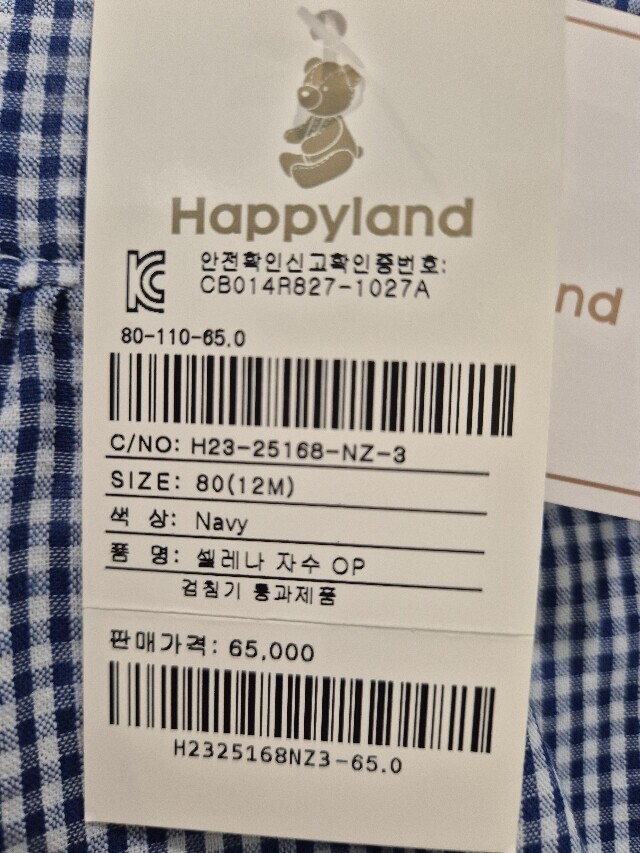 Happyland
안전확인신고확인증번호:
CB014R827-1027A
80-110-65.0
C/NO: H23-25168-NZ-3
SIZE: 80(12M)
색 상: Navy
품 명: 셀레나 자수 OP
검침기 통과제품
판매가격: 65,000
H2325168NZ3-65.0
nd